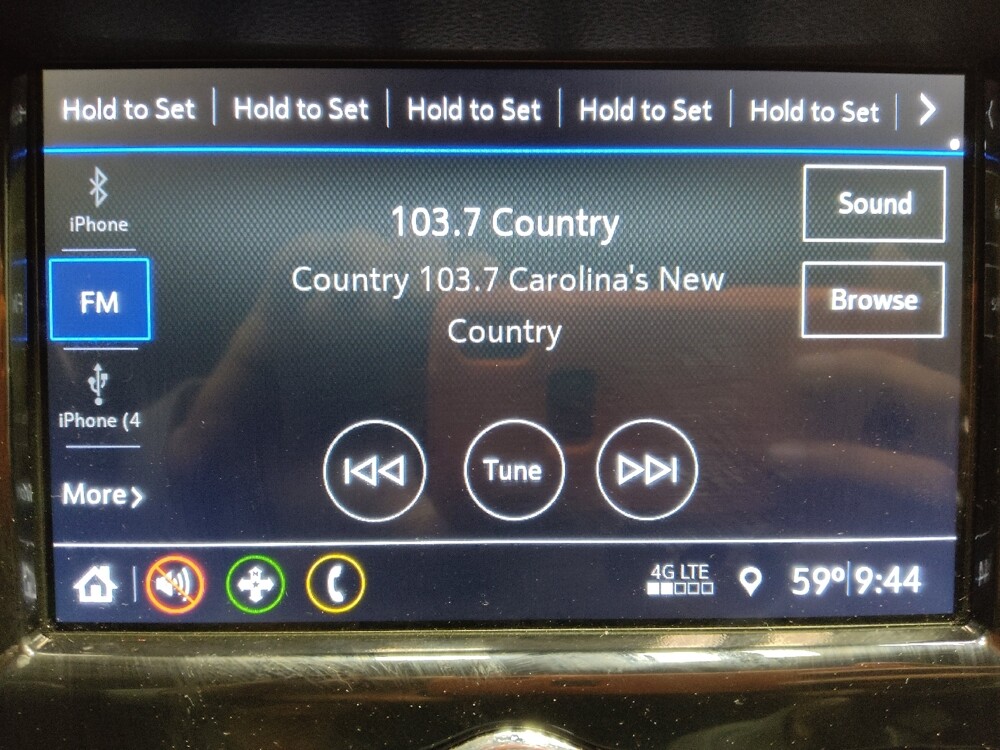 Hold to Set Hold to Set Hold to Set Hold to Set Hold to Set
iPhone
FM
iPhone (4
More
103.7 Country
Country 103.7 Carolina's New
Country
Tune
Sound
Browse
4G LTE
59° 9:44